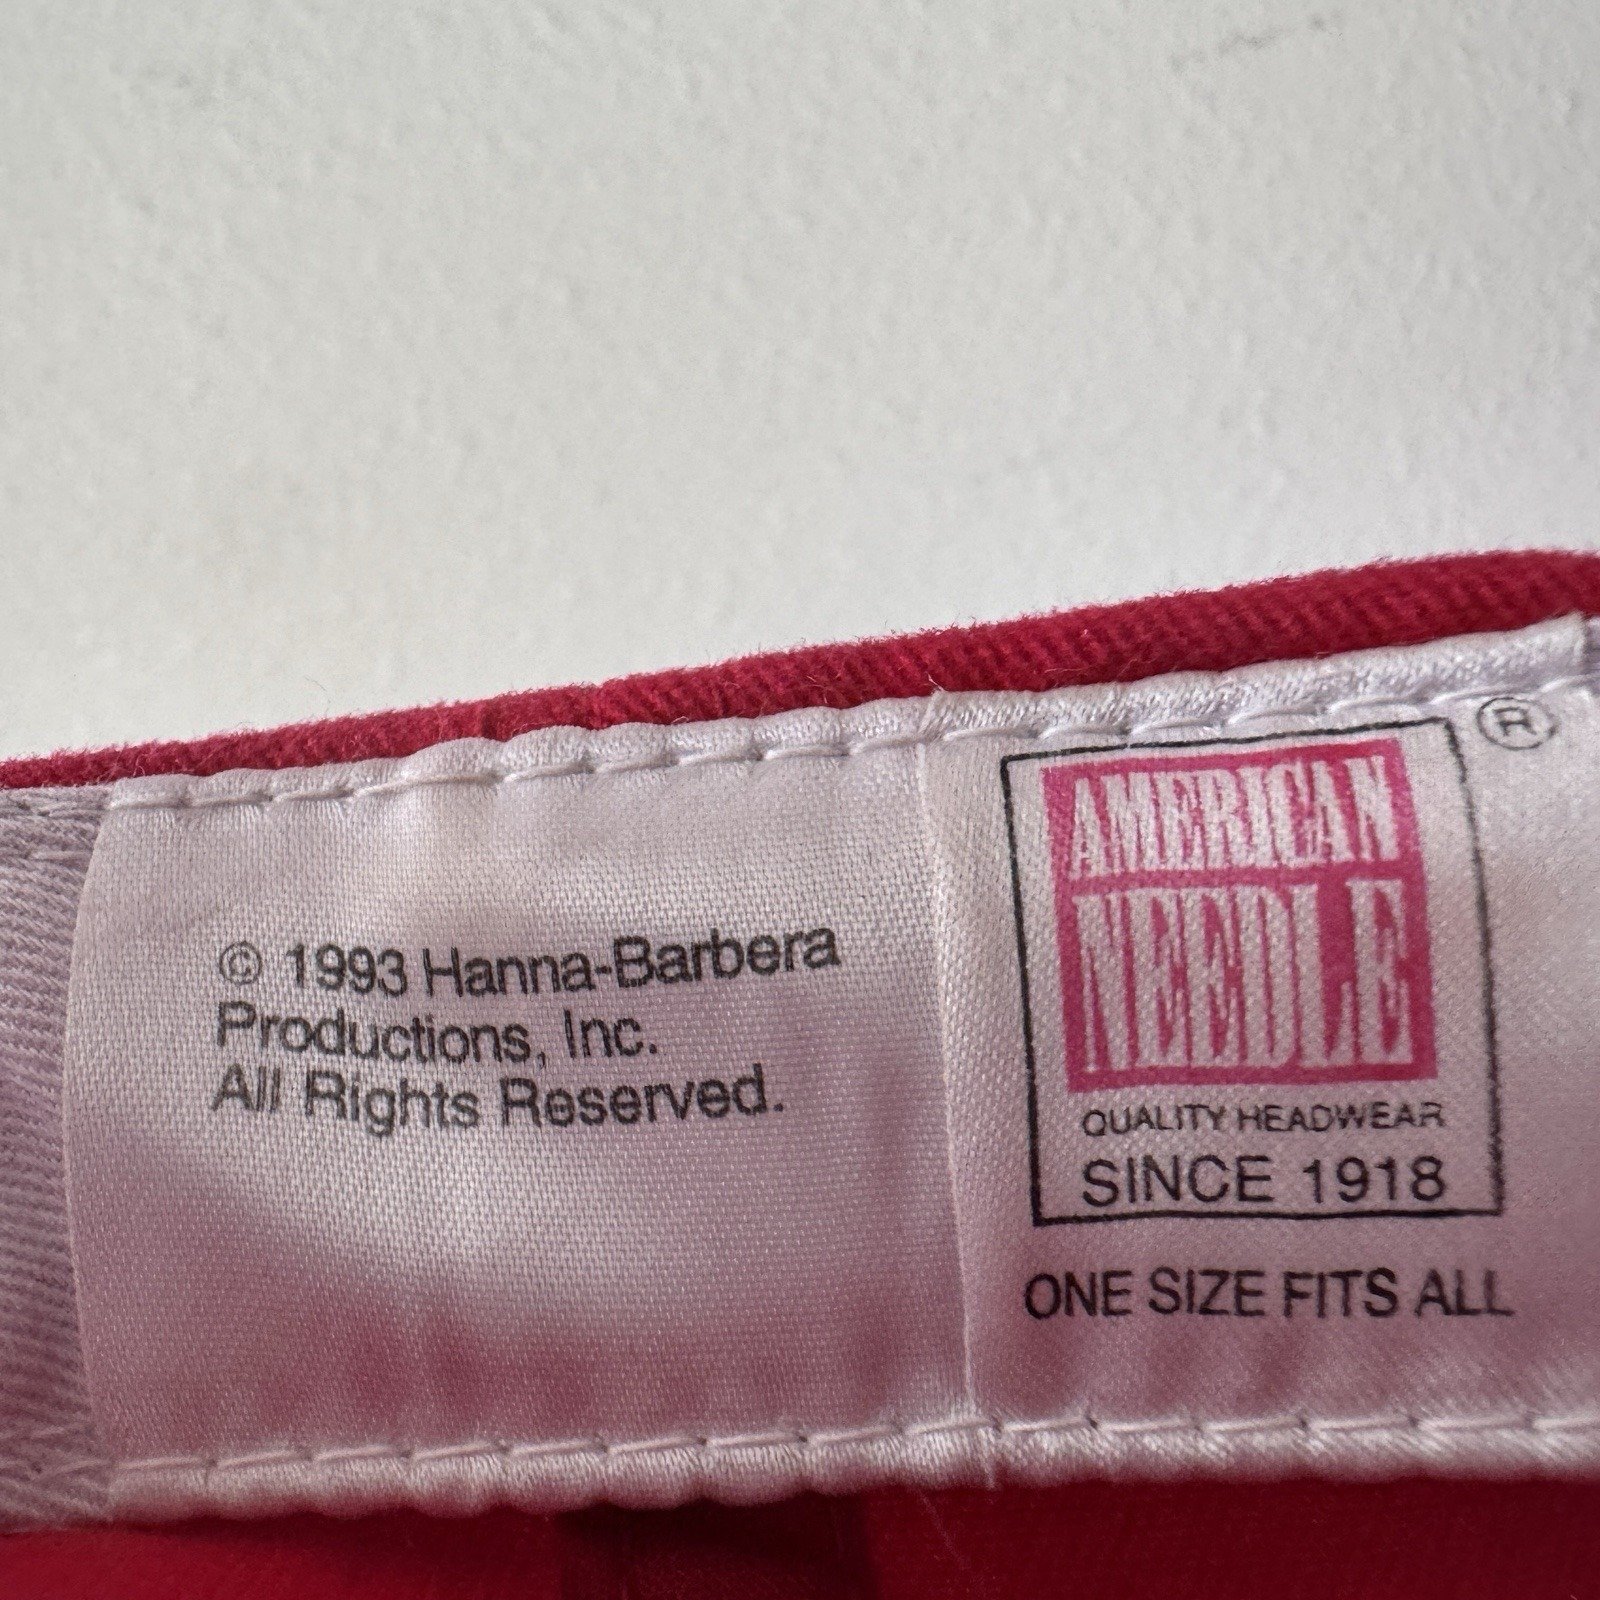 © 1993 Hanna-Barbera
Productions, Inc.
All Rights Reserved.
®
AMERICAN
NEEDLE
QUALITY HEADWEAR
SINCE 1918
ONE SIZE FITS ALL